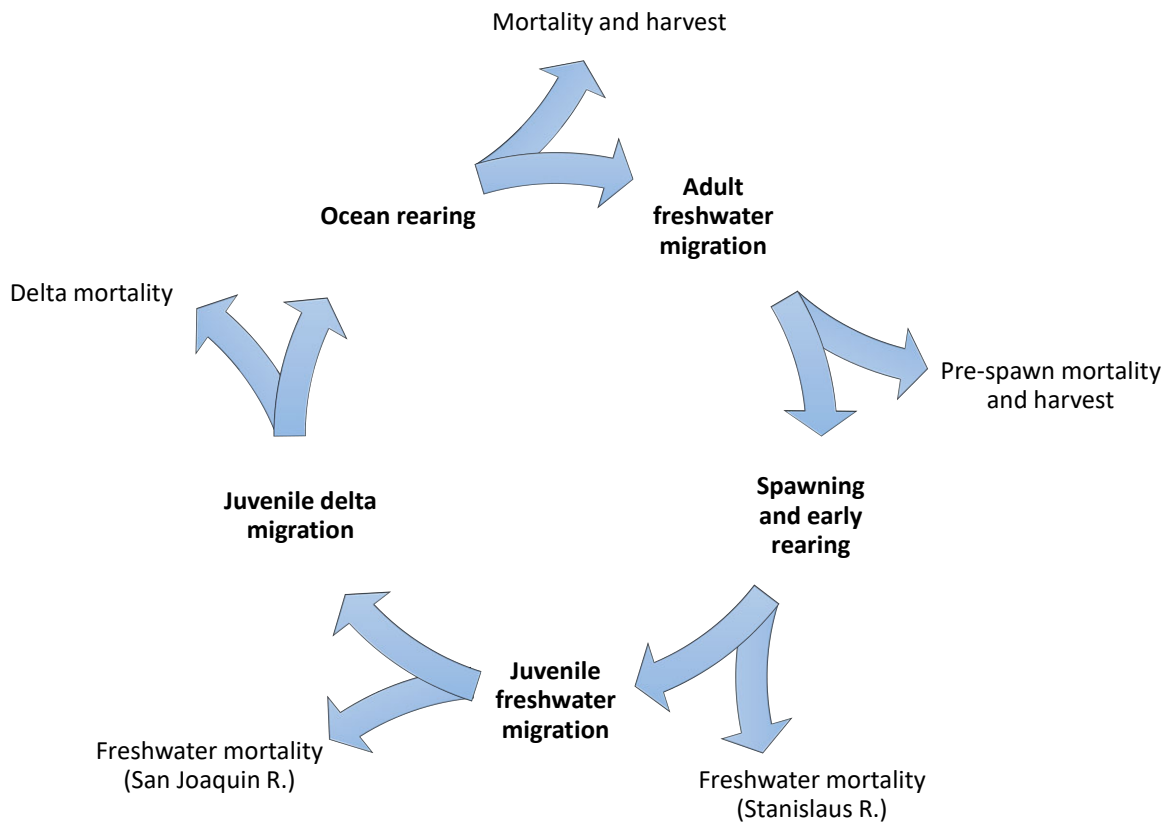 Mortality and harvest
Ocean rearing
Adult
freshwater
migration
Delta mortality
Pre-spawn mortality
and harvest
Juvenile delta
migration
Spawning
and early
rearing
Juvenile
freshwater
migration
Freshwater mortality
(San Joaquin R.)
Freshwater mortality
(Stanislaus R.)